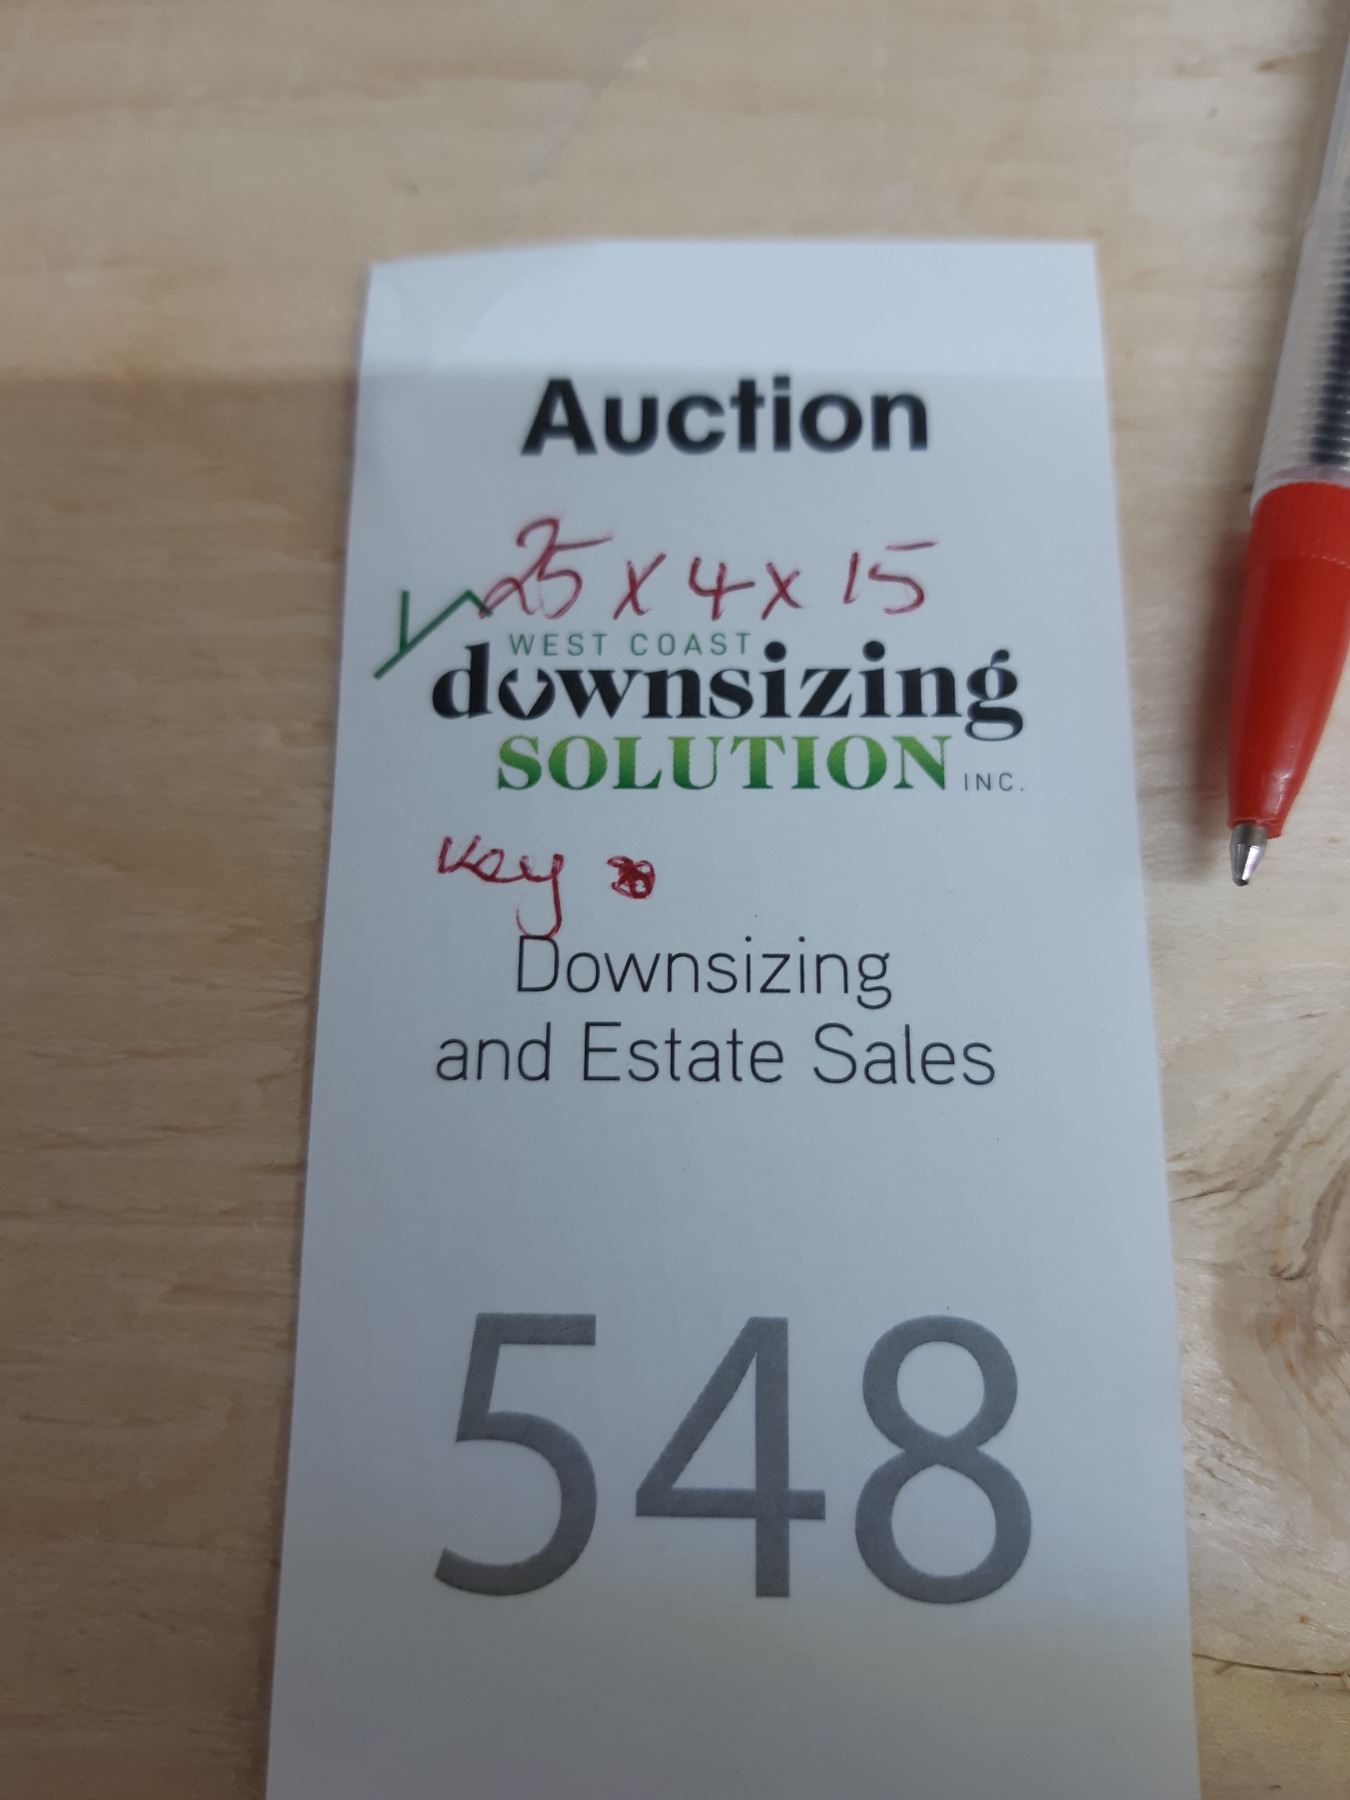 Auction
25 x 4 x 15
WEST COAST
downsizing
SOLUTION INC.
Key
Downsizing
and Estate Sales
548